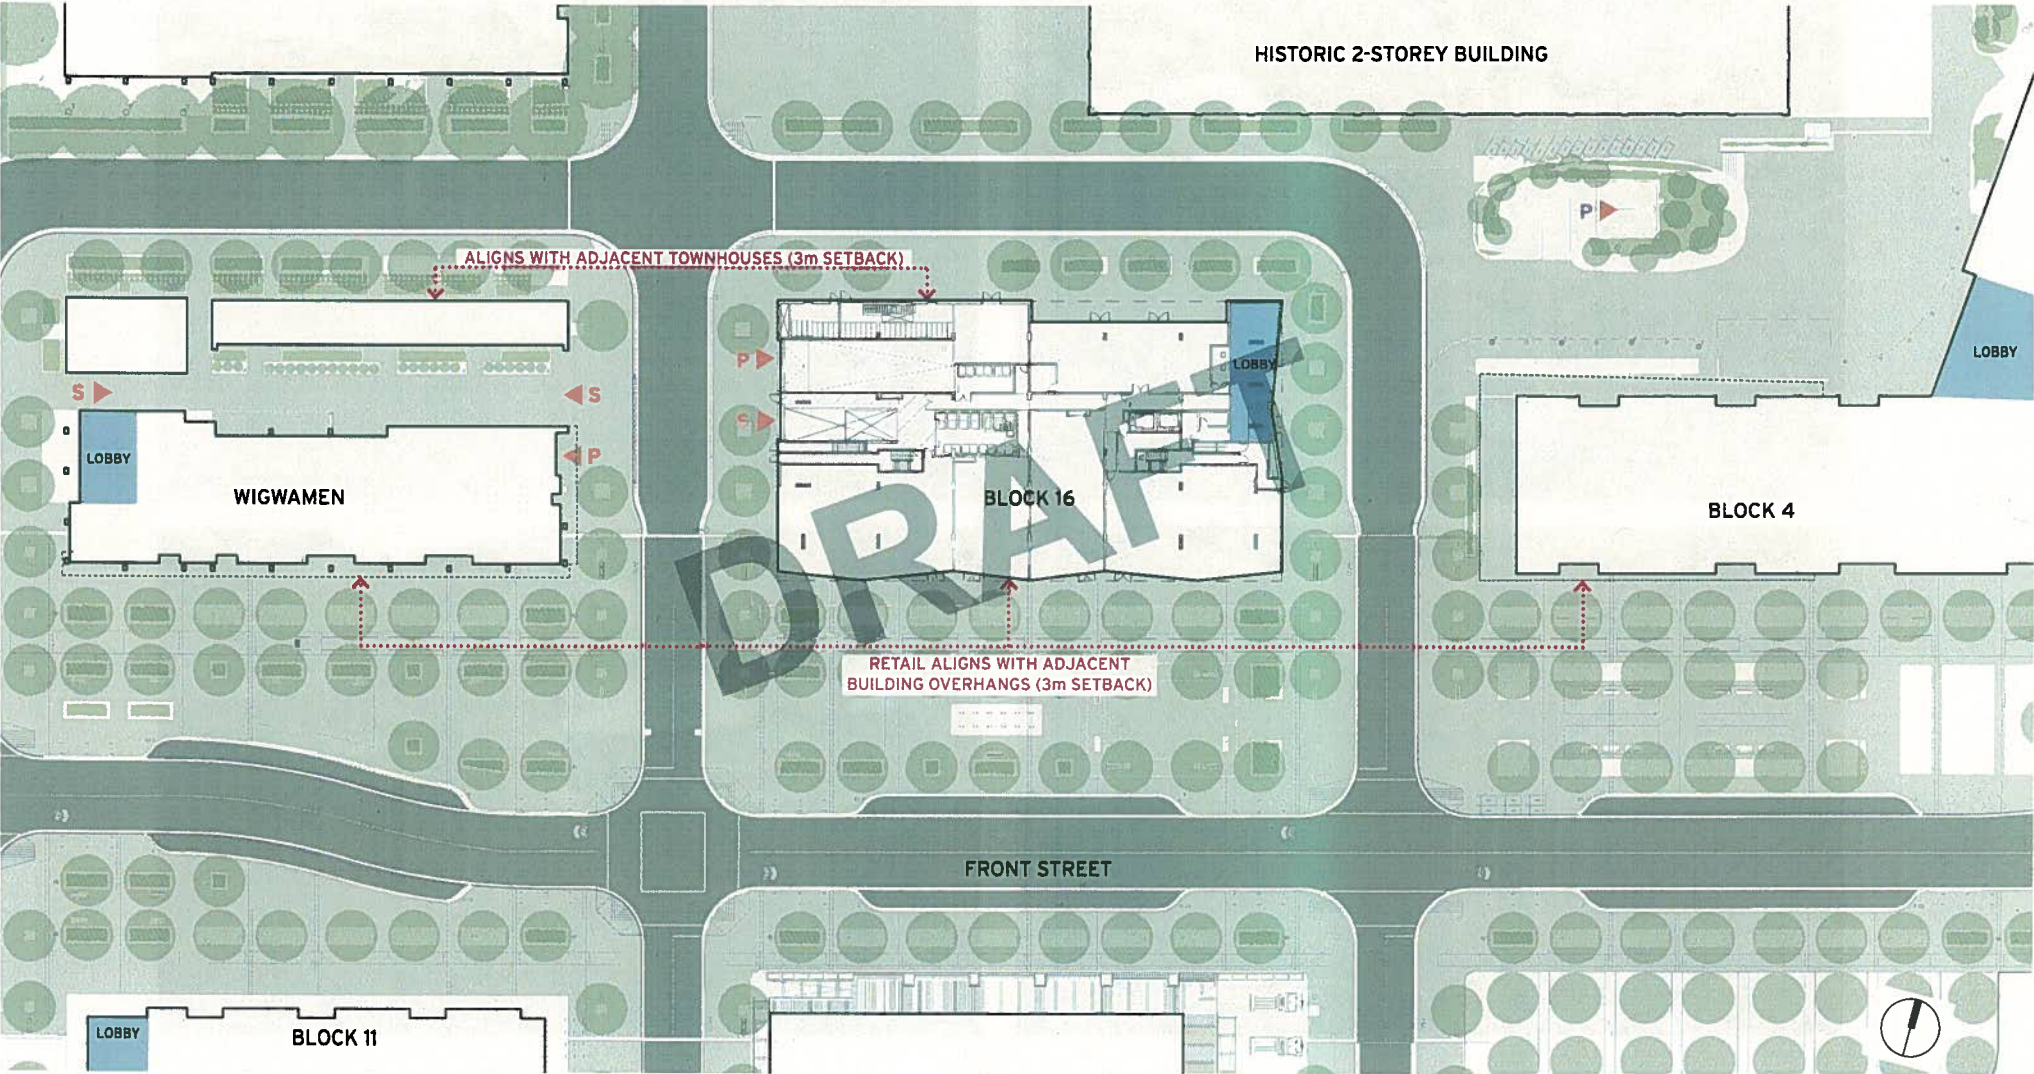 HISTORIC 2-STOREY BUILDING
P
ALIGNS WITH ADJACENT TOWNHOUSES (3m SETBACK)
P
LOBBY
LOBBY
S
S
S
LOBBY
P
WIGWAMEN
BLOCK 16
BLOCK 4
DRAFT
RETAIL ALIGNS WITH ADJACENT
BUILDING OVERHANGS (3m SETBACK)
FRONT STREET
LOBBY
BLOCK 11